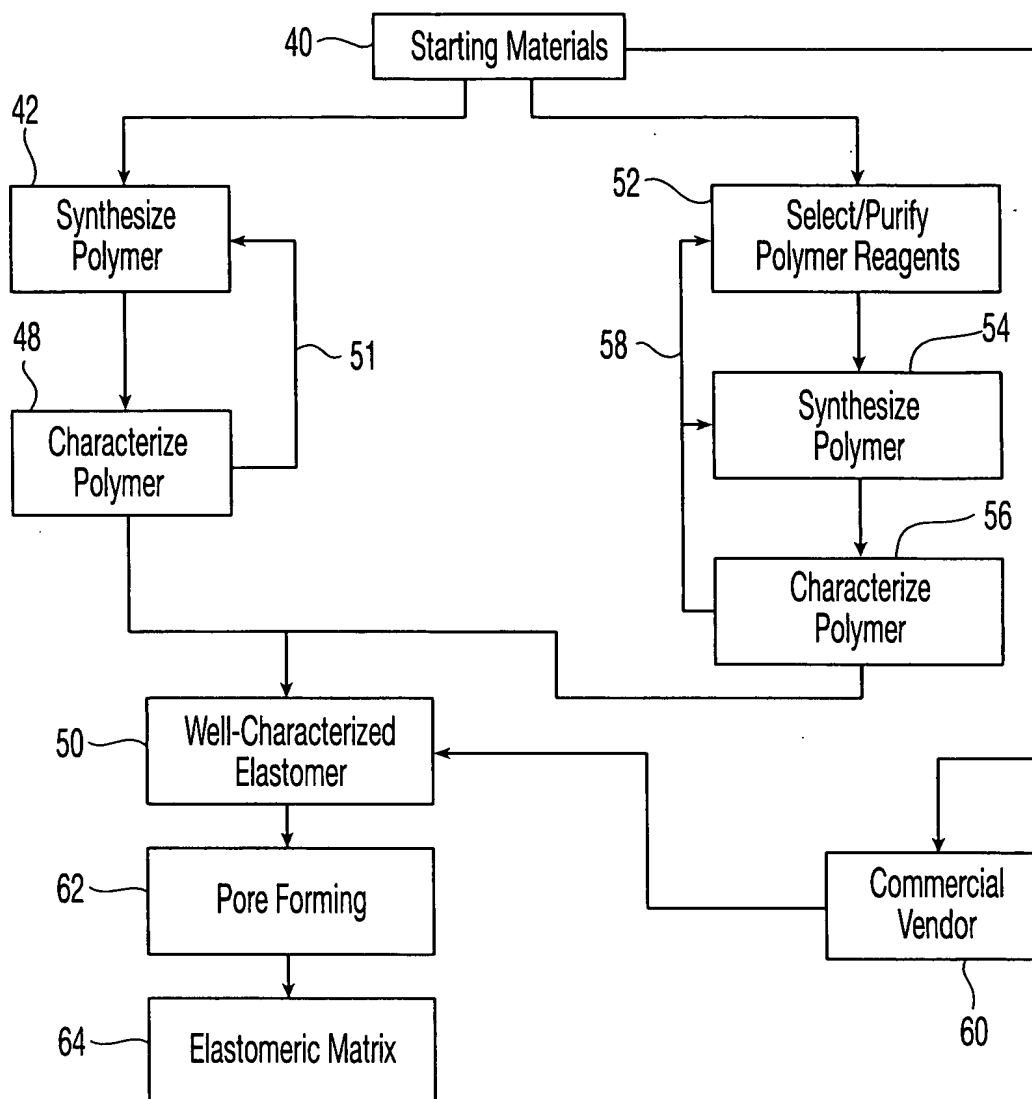 40
Starting Materials
42
Synthesize
Polymer
52
Select/Purify
Polymer Reagents
48
Characterize
Polymer
51
58
54
Synthesize
Polymer
56
Characterize
Polymer
50
Well-Characterized
Elastomer
62
Pore Forming
Commercial
Vendor
60
64
Elastomeric Matrix